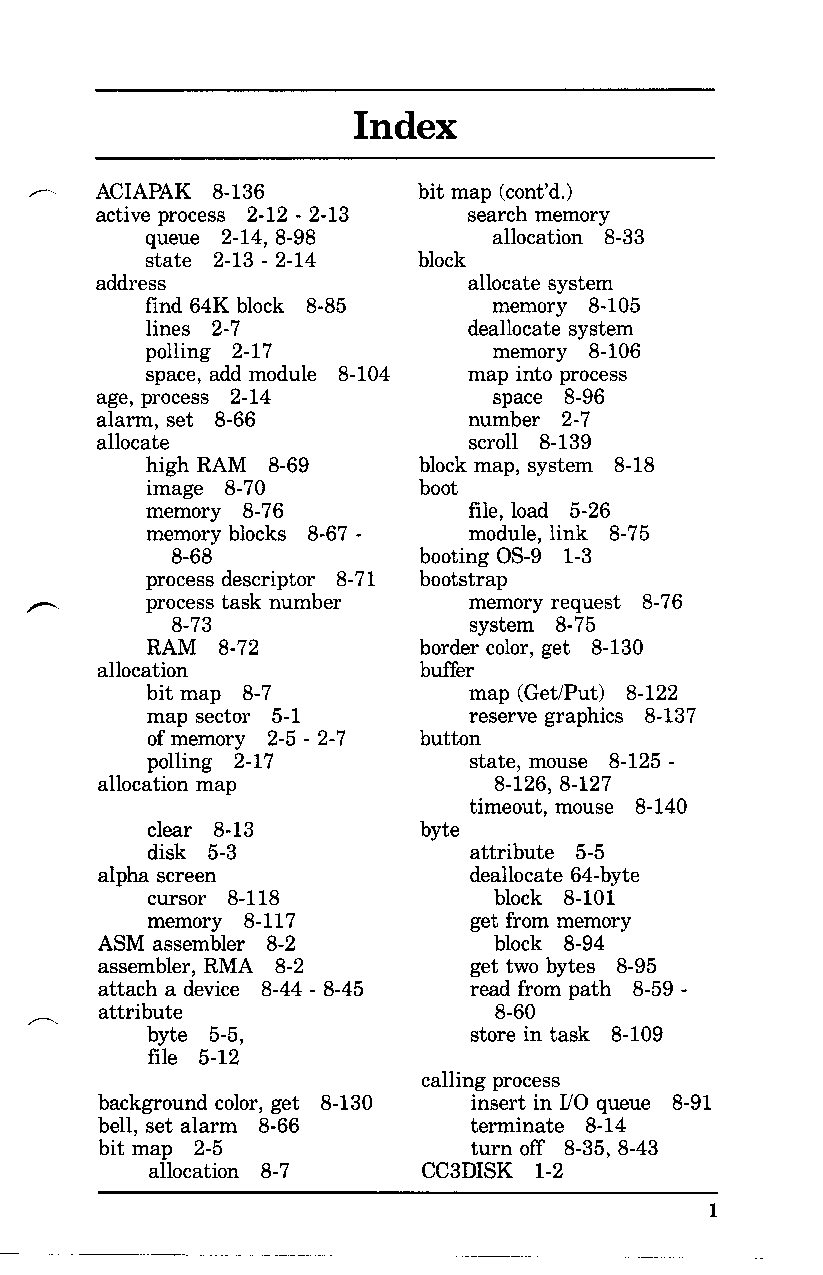 Index
ACIAPAK 8-136
active process 2-12 - 2-13
queue 2-14, 8-98
state 2-13 - 2-14
address
find 64K block 8-85
lines 2-7
polling 2-17
space, add module 8-104
age, process 2-14
alarm, set 8-66
allocate
high RAM 8-69
image 8-70
memory 8-76
memory blocks 8-67 -
8-68
process descriptor 8-71
process task number
8-73
RAM 8-72
allocation
bit map 8-7
map sector 5-1
of memory 2-5 - 2-7
polling 2-17
allocation map
clear 8-13
disk 5-3
alpha screen
cursor 8-118
memory 8-117
ASM assembler 8-2
assembler, RMA 8-2
attach a device 8-44 - 8-45
attribute
byte 5-5,
file 5-12
background color, get 8-130
bell, set alarm 8-66
bit map 2-5
allocation 8-7
bit map (cont'd.)
search memory
allocation 8-33
block
allocate system
memory 8-105
deallocate system
memory 8-106
map into process
space 8-96
number 2-7
scroll 8-139
block map, system 8-18
boot
file, load 5-26
module, link 8-75
booting OS-9 1-3
bootstrap
memory request 8-76
system 8-75
border color, get 8-130
buffer
map (Get/Put) 8-122
reserve graphics 8-137
button
state, mouse 8-125 -
8-126, 8-127
timeout, mouse 8-140
byte
attribute 5-5
deallocate 64-byte
block 8-101
get from memory
block 8-94
get two bytes 8-95
read from path 8-59 -
8-60
store in task 8-109
calling process
insert in I/O queue 8-91
terminate 8-14
turn off 8-35, 8-43
CC3DISK 1-2
1